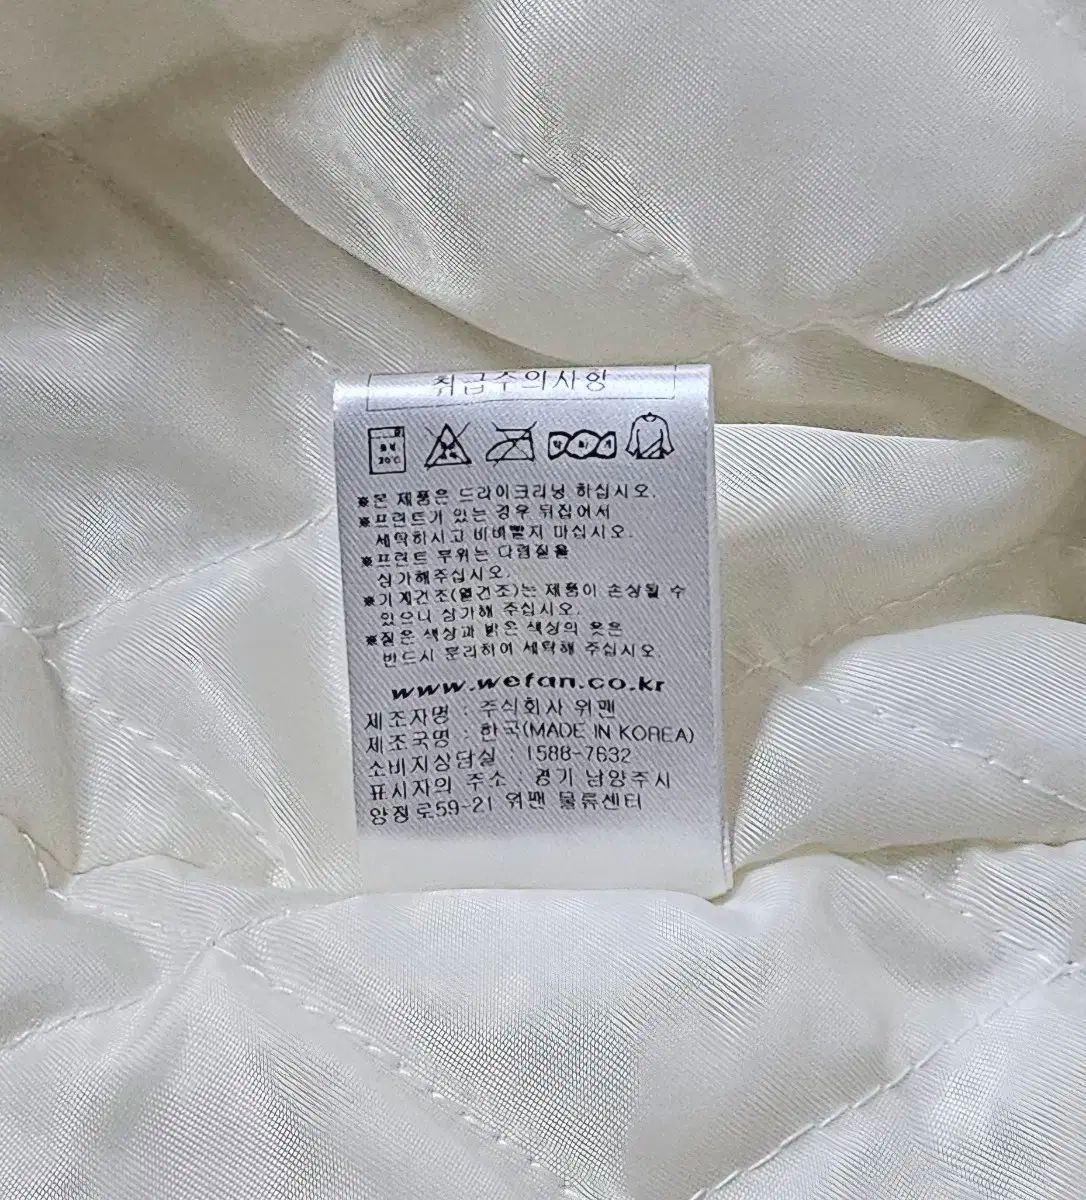 취급수의사항
30℃
※본 제품은 드라이크리닝 하십시오.
※프린트가 있는 경우 뒤집어서
세탁하시고 비벼빨지 마십시오.
※프린트 부위는 다림질을
삼가해주십시오.
※기계건조(열건조)는 제품이 손상될 수
있으니 삼가해 주십시오.
※짙은 색상과 밝은 색상의 옷은
반드시 분리하여 세탁해 주십시오.
www.wefan.co.kr
제조자명 : 주식회사 위팬
제조국명 : 한국(MADE IN KOREA)
소비지상담실 : 1588-7632
표시자의 주소 : 경기 남양주시
양정로59-21 위팬 물류센터